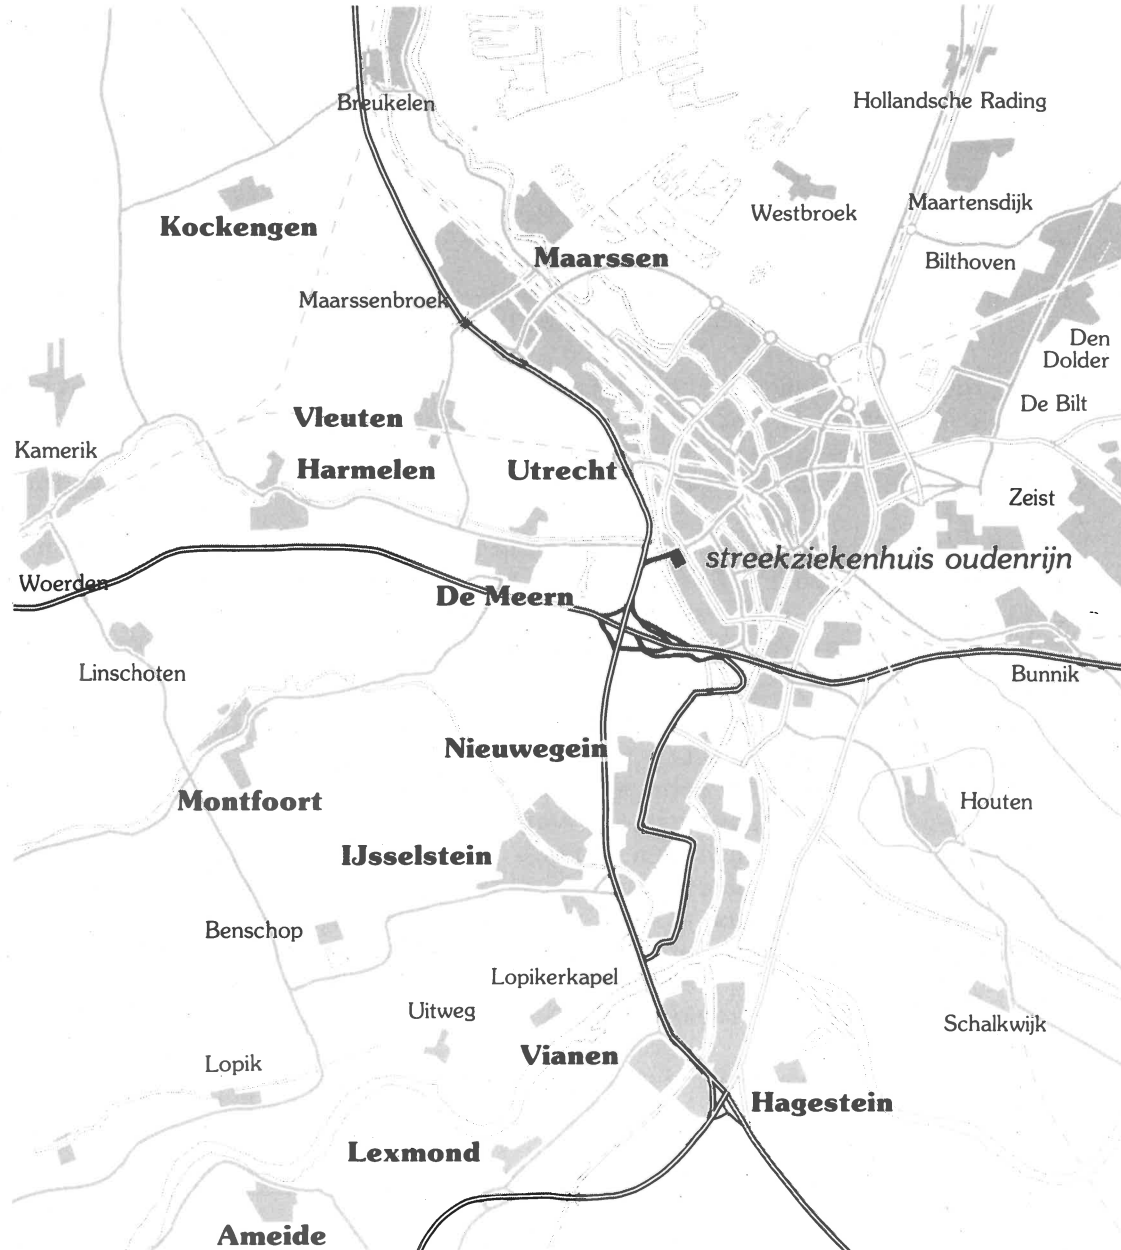 Breukelen
Hollandsche Rading
Kockengen
Westbroek
Maartensdijk
Maarssen
Bilthoven
Maarssenbroek
Den
Dolder
Vleuten
De Bilt
Kamerik
Harmelen
Utrecht
Zeist
streekziekenhuis oudenrijn
Woerden
De Meern
Linschoten
Bunnik
Nieuwegein
Montfoort
Houten
IJsselstein
Benschop
Lopikerkapel
Uitweg
Schalkwijk
Vianen
Lopik
Hagestein
Lexmond
Ameide